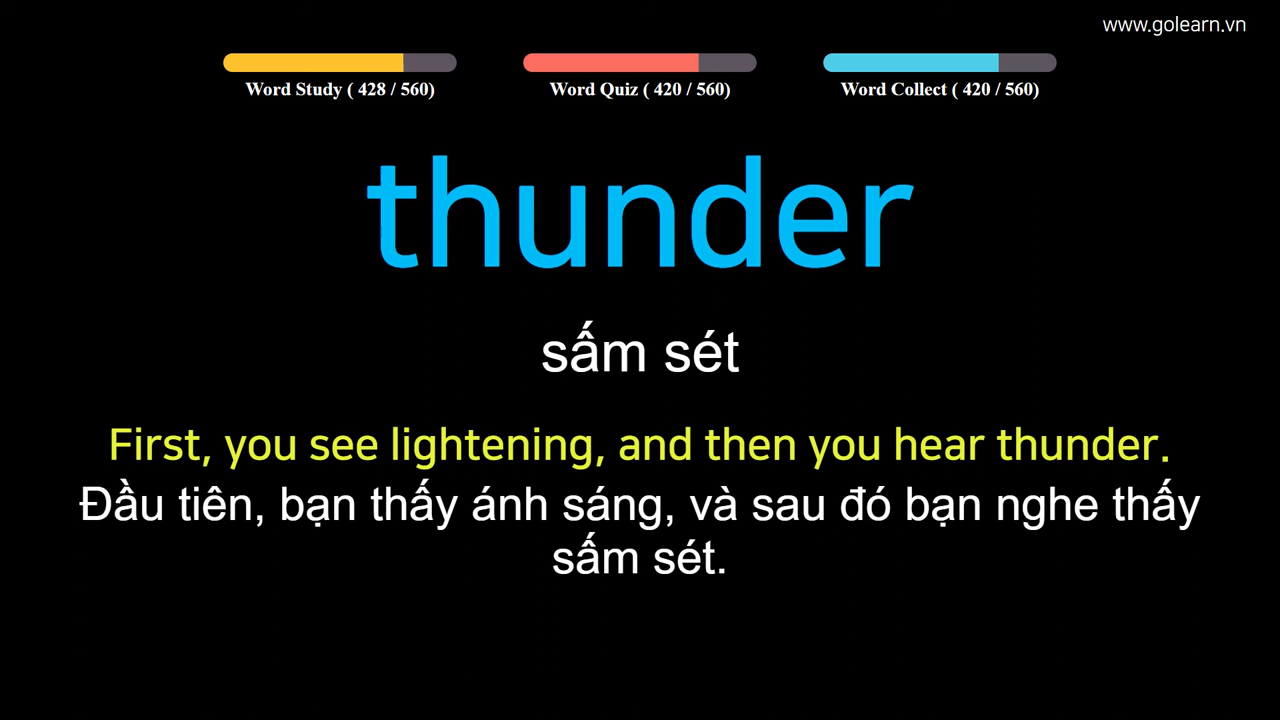 www.golearn.vn
Word Study ( 428 / 560)
Word Quiz ( 420 / 560)
Word Collect ( 420 / 560)
thunder
sấm sét
First, you see lightening, and then you hear thunder.
Đầu tiên, bạn thấy ánh sáng, và sau đó bạn nghe thấy
sấm sét.